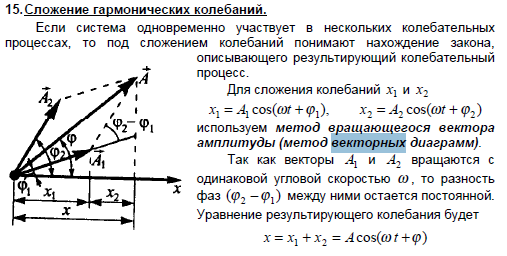 15. Сложение гармонических колебаний.
Если система одновременно участвует в нескольких колебательных
процессах, то под сложением колебаний понимают нахождение закона,
описывающего результирующий колебательный
процесс.
Для сложения колебаний x₁ и x₂
x₁ = A₁ cos(ωt + φ₁), x₂ = A₂ cos(ωt + φ₂)
используем метод вращающегося вектора
амплитуды (метод векторных диаграмм).
Так как векторы A₁ и A₂ вращаются с
одинаковой угловой скоростью ω, то разность
фаз (φ₂ − φ₁) между ними остается постоянной.
Уравнение результирующего колебания будет
x = x₁ + x₂ = A cos(ωt + φ)
A⃗
A⃗₂
φ₂−φ₁
φ
φ₂
A⃗₁
φ₁
x
x₁
x₂
x